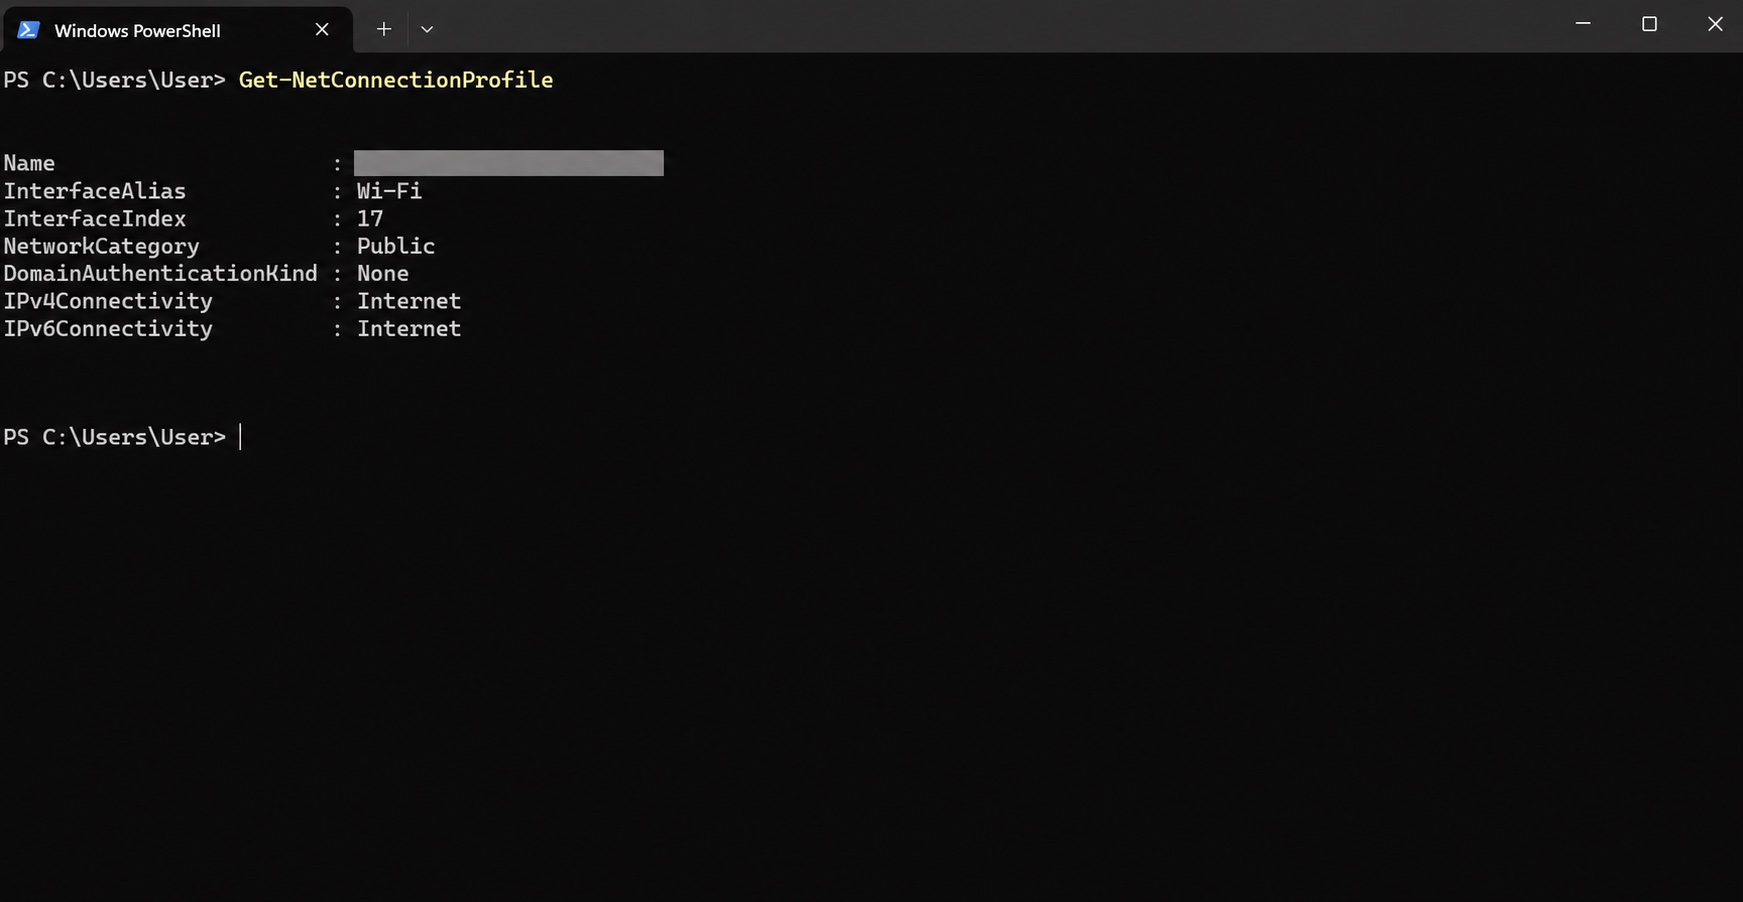 Windows PowerShell
PS C:\Users\User> Get-NetConnectionProfile
Name                     :
InterfaceAlias           : Wi-Fi
InterfaceIndex           : 17
NetworkCategory          : Public
DomainAuthenticationKind : None
IPv4Connectivity         : Internet
IPv6Connectivity         : Internet
PS C:\Users\User>